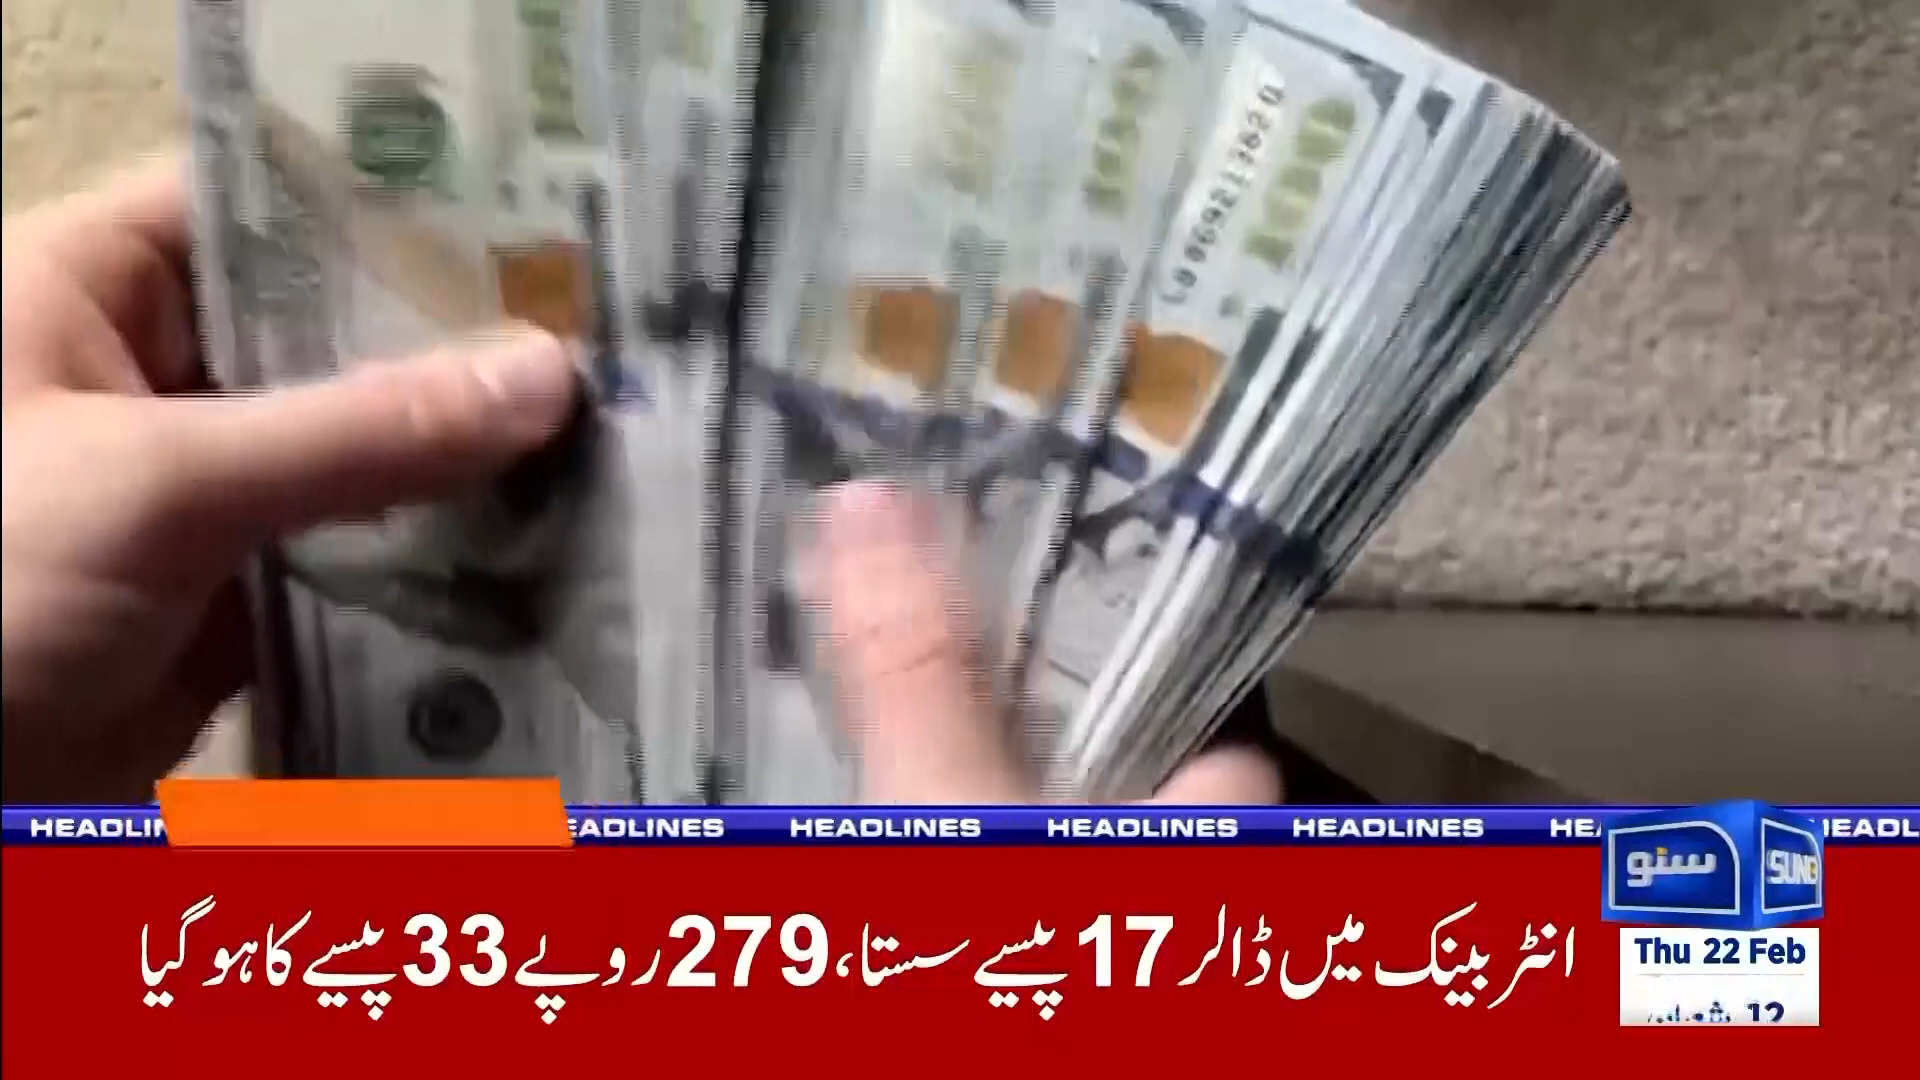 HEADLINES HEADLINES HEADLINES HEADLINES
سنو
SUNO
انٹربینک میں ڈالر 17 پیسے سستا، 279 روپے 33 پیسے کا ہو گیا
Thu 22 Feb
12